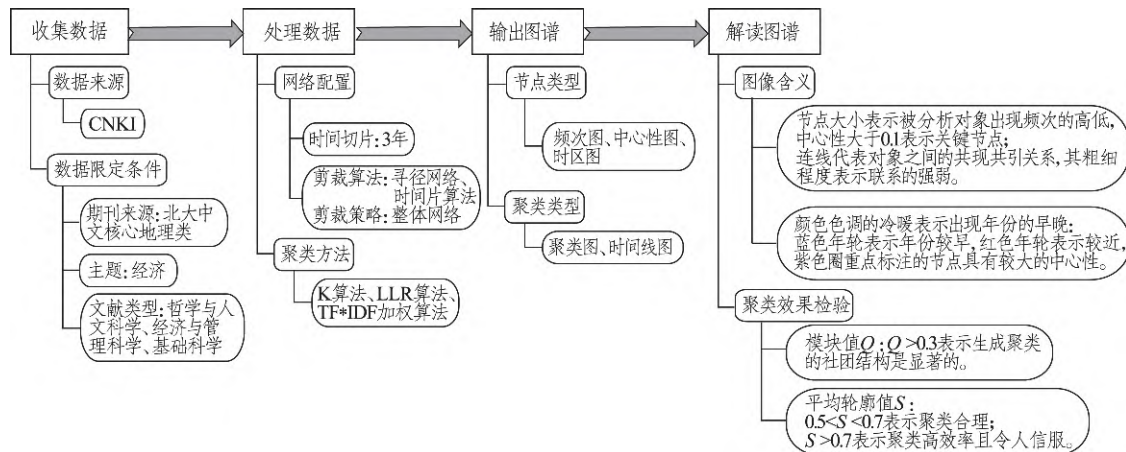 收集数据
处理数据
输出图谱
解读图谱
数据来源
CNKI
数据限定条件
期刊来源:北大中
文核心地理类
主题:经济
文献类型:哲学与人
文科学、经济与管
理科学、基础科学
网络配置
时间切片:3年
剪裁算法:寻径网络、
时间片算法
剪裁策略:整体网络
聚类方法
K算法、LLR算法、
TF*IDF加权算法
节点类型
频次图、中心性图、
时区图
聚类类型
聚类图、时间线图
图像含义
节点大小表示被分析对象出现频次的高低,
中心性大于0.1表示关键节点;
连线代表对象之间的共现共引关系,其粗细
程度表示联系的强弱。
颜色色调的冷暖表示出现年份的早晚:
蓝色年轮表示年份较早,红色年轮表示较近,
紫色圈重点标注的节点具有较大的中心性。
聚类效果检验
模块值Q:Q>0.3表示生成聚类
的社团结构是显著的。
平均轮廓值S:
0.5<S<0.7表示聚类合理;
S>0.7表示聚类高效率且令人信服。